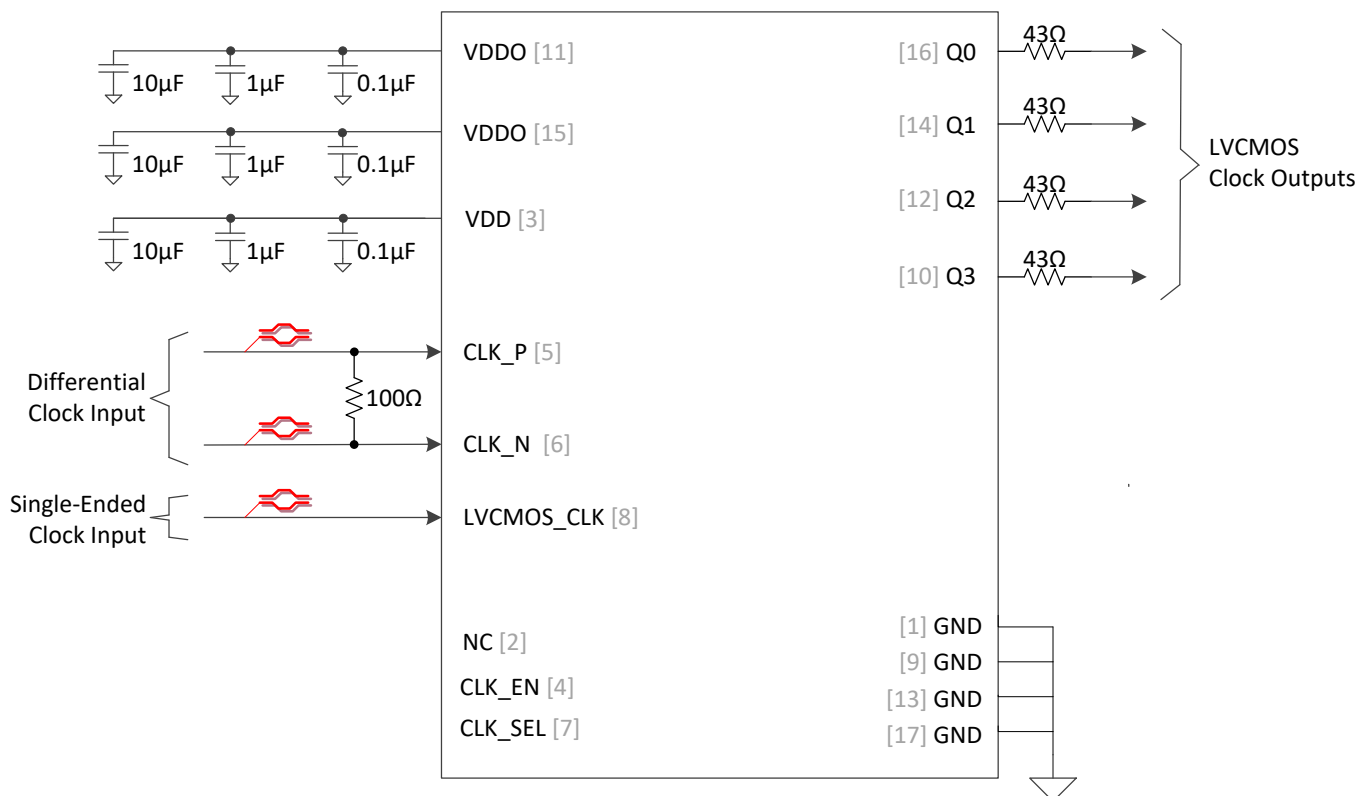 VDDO [11]
10µF
1µF
0.1µF
VDDO [15]
10µF
1µF
0.1µF
VDD [3]
10µF
1µF
0.1µF
Differential
Clock Input
CLK_P [5]
100Ω
CLK_N [6]
Single-Ended
Clock Input
LVCMOS_CLK [8]
NC [2]
CLK_EN [4]
CLK_SEL [7]
[16] Q0
43Ω
[14] Q1
43Ω
[12] Q2
43Ω
[10] Q3
43Ω
LVCMOS
Clock Outputs
[1] GND
[9] GND
[13] GND
[17] GND